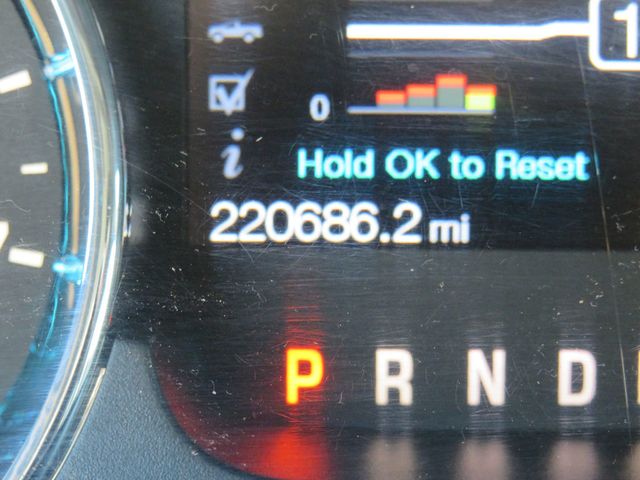 1
0
Hold OK to Reset
220686.2 mi
P R N D